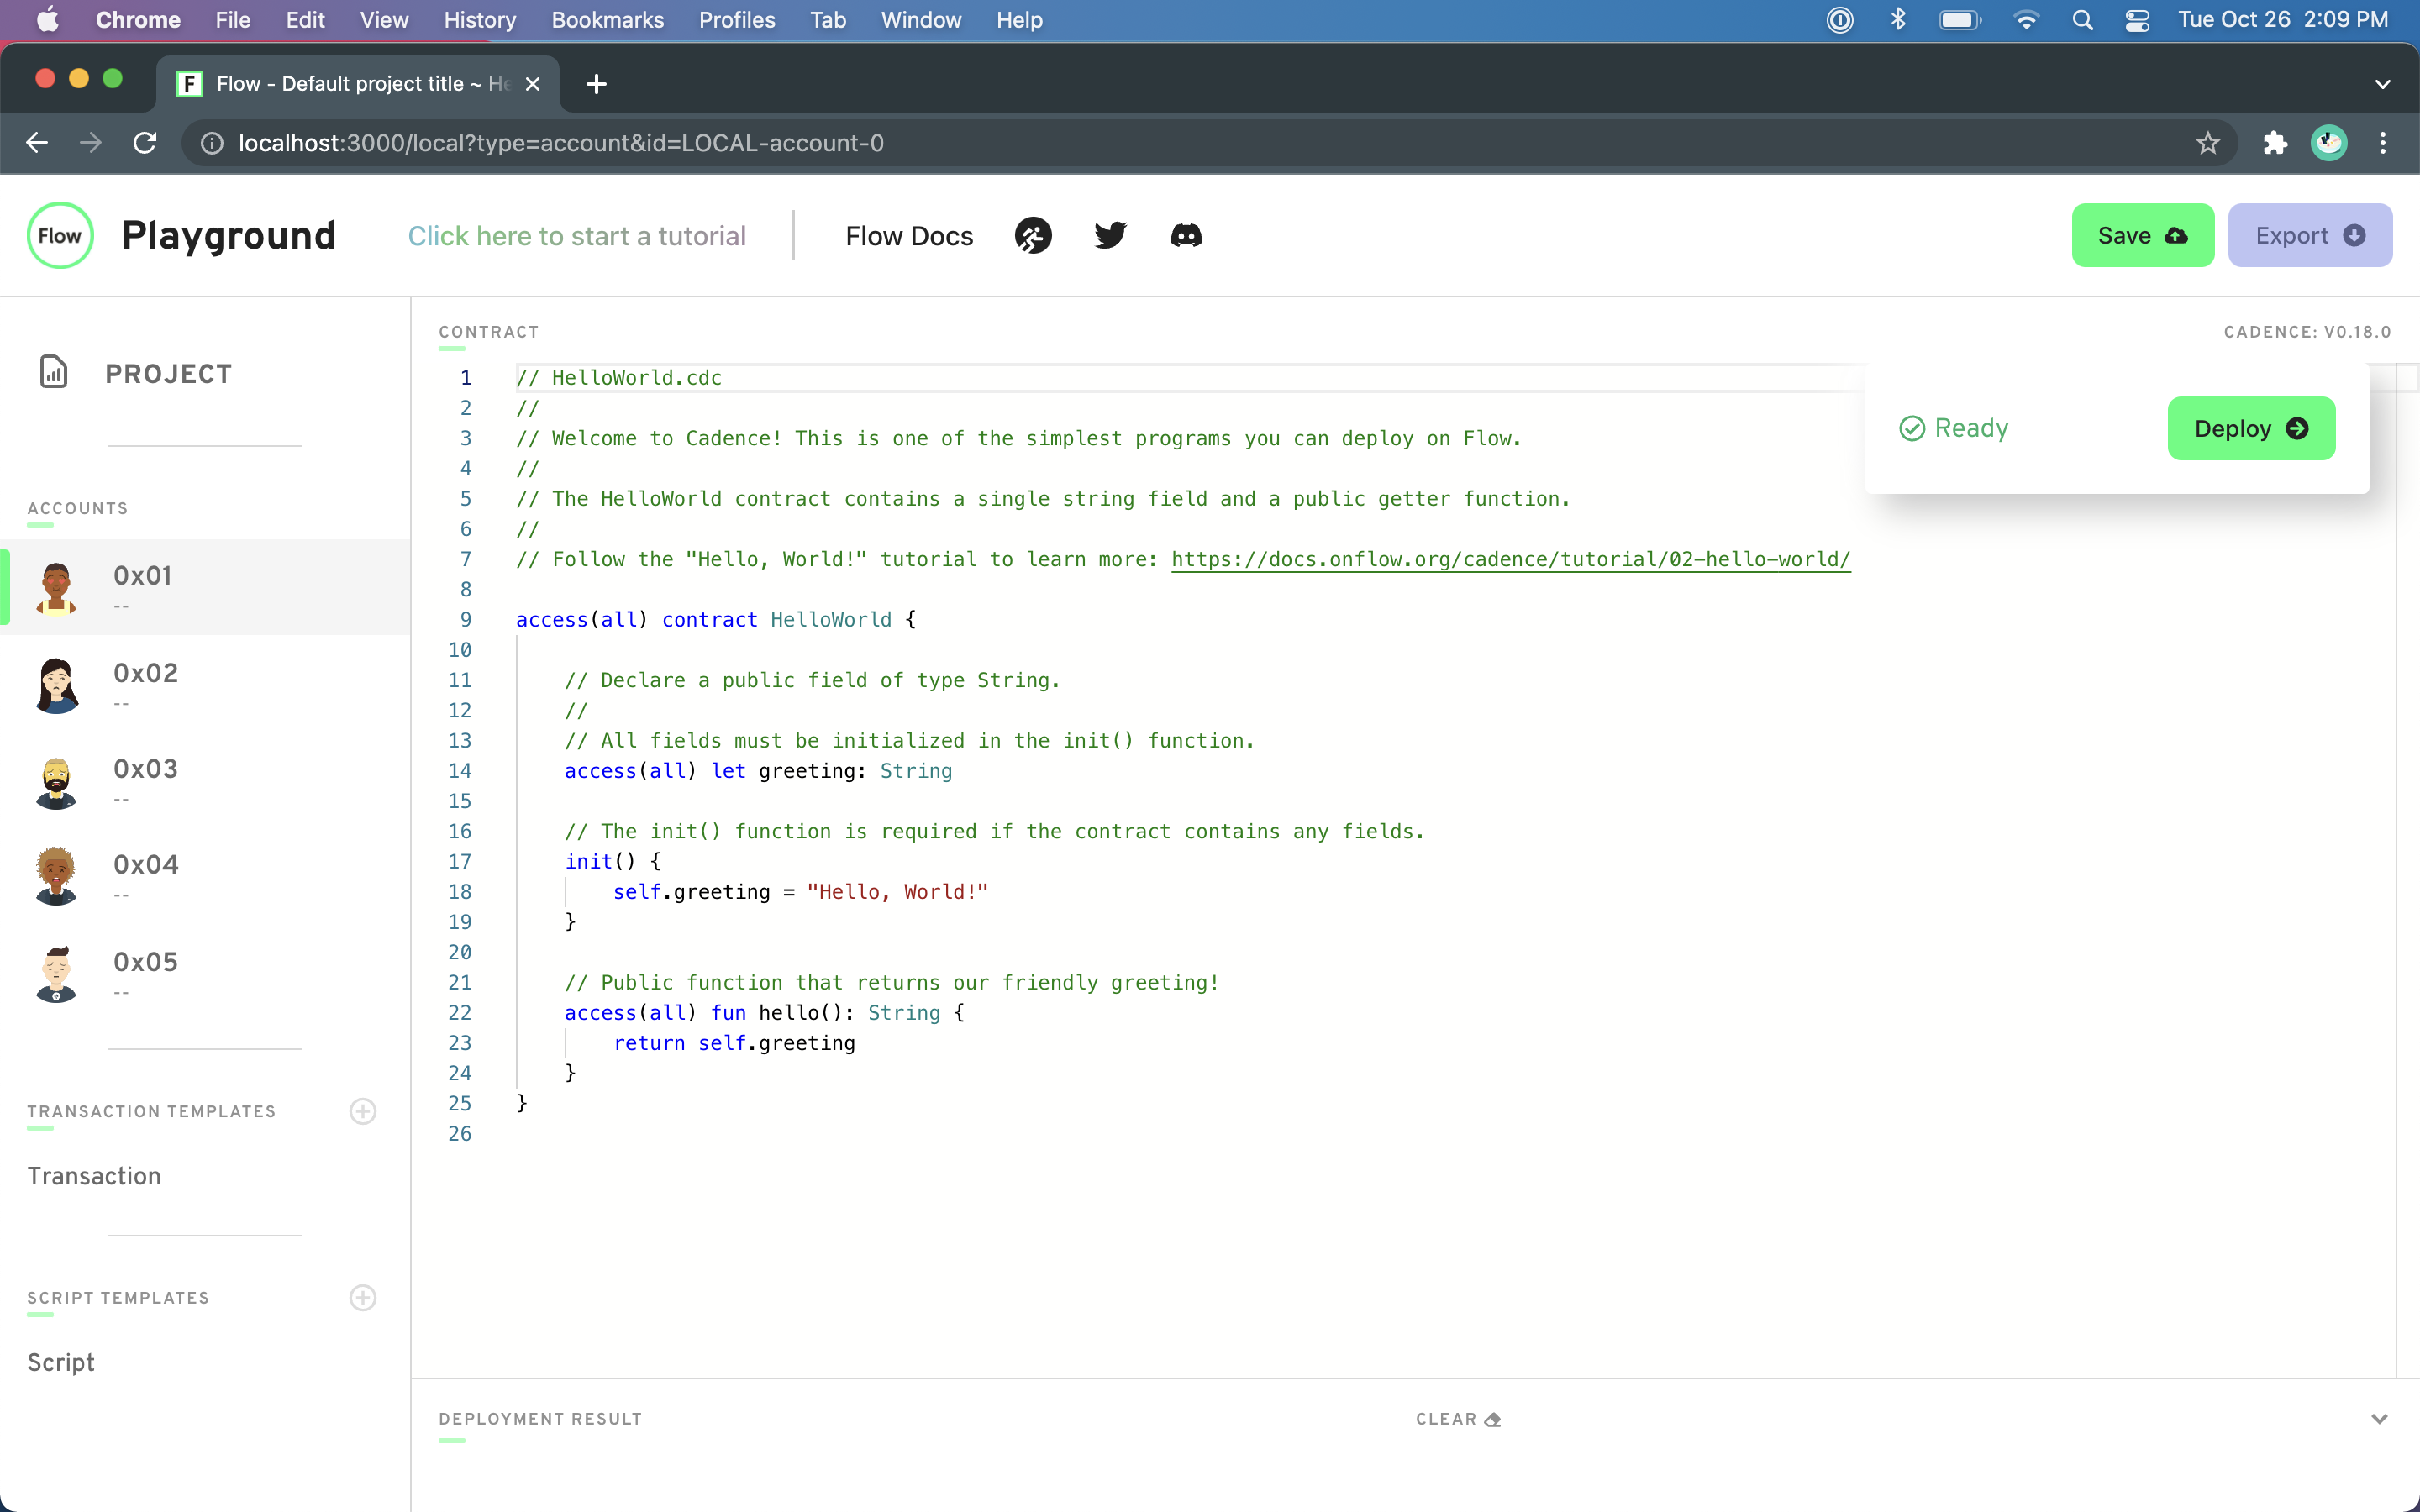 Chrome File Edit View History Bookmarks Profiles Tab Window Help Tue Oct 26 2:09 PM
F Flow - Default project title ~ He
localhost:3000/local?type=account&id=LOCAL-account-0
Flow Playground Click here to start a tutorial Flow Docs Save Export
PROJECT
ACCOUNTS
0x01
--
0x02
--
0x03
--
0x04
--
0x05
--
TRANSACTION TEMPLATES
Transaction
SCRIPT TEMPLATES
Script
CONTRACT CADENCE: V0.18.0
Ready Deploy
1 // HelloWorld.cdc
2 //
3 // Welcome to Cadence! This is one of the simplest programs you can deploy on Flow.
4 //
5 // The HelloWorld contract contains a single string field and a public getter function.
6 //
7 // Follow the "Hello, World!" tutorial to learn more: https://docs.onflow.org/cadence/tutorial/02-hello-world/
8
9 access(all) contract HelloWorld {
10
11     // Declare a public field of type String.
12     //
13     // All fields must be initialized in the init() function.
14     access(all) let greeting: String
15
16     // The init() function is required if the contract contains any fields.
17     init() {
18         self.greeting = "Hello, World!"
19     }
20
21     // Public function that returns our friendly greeting!
22     access(all) fun hello(): String {
23         return self.greeting
24     }
25 }
26
DEPLOYMENT RESULT CLEAR